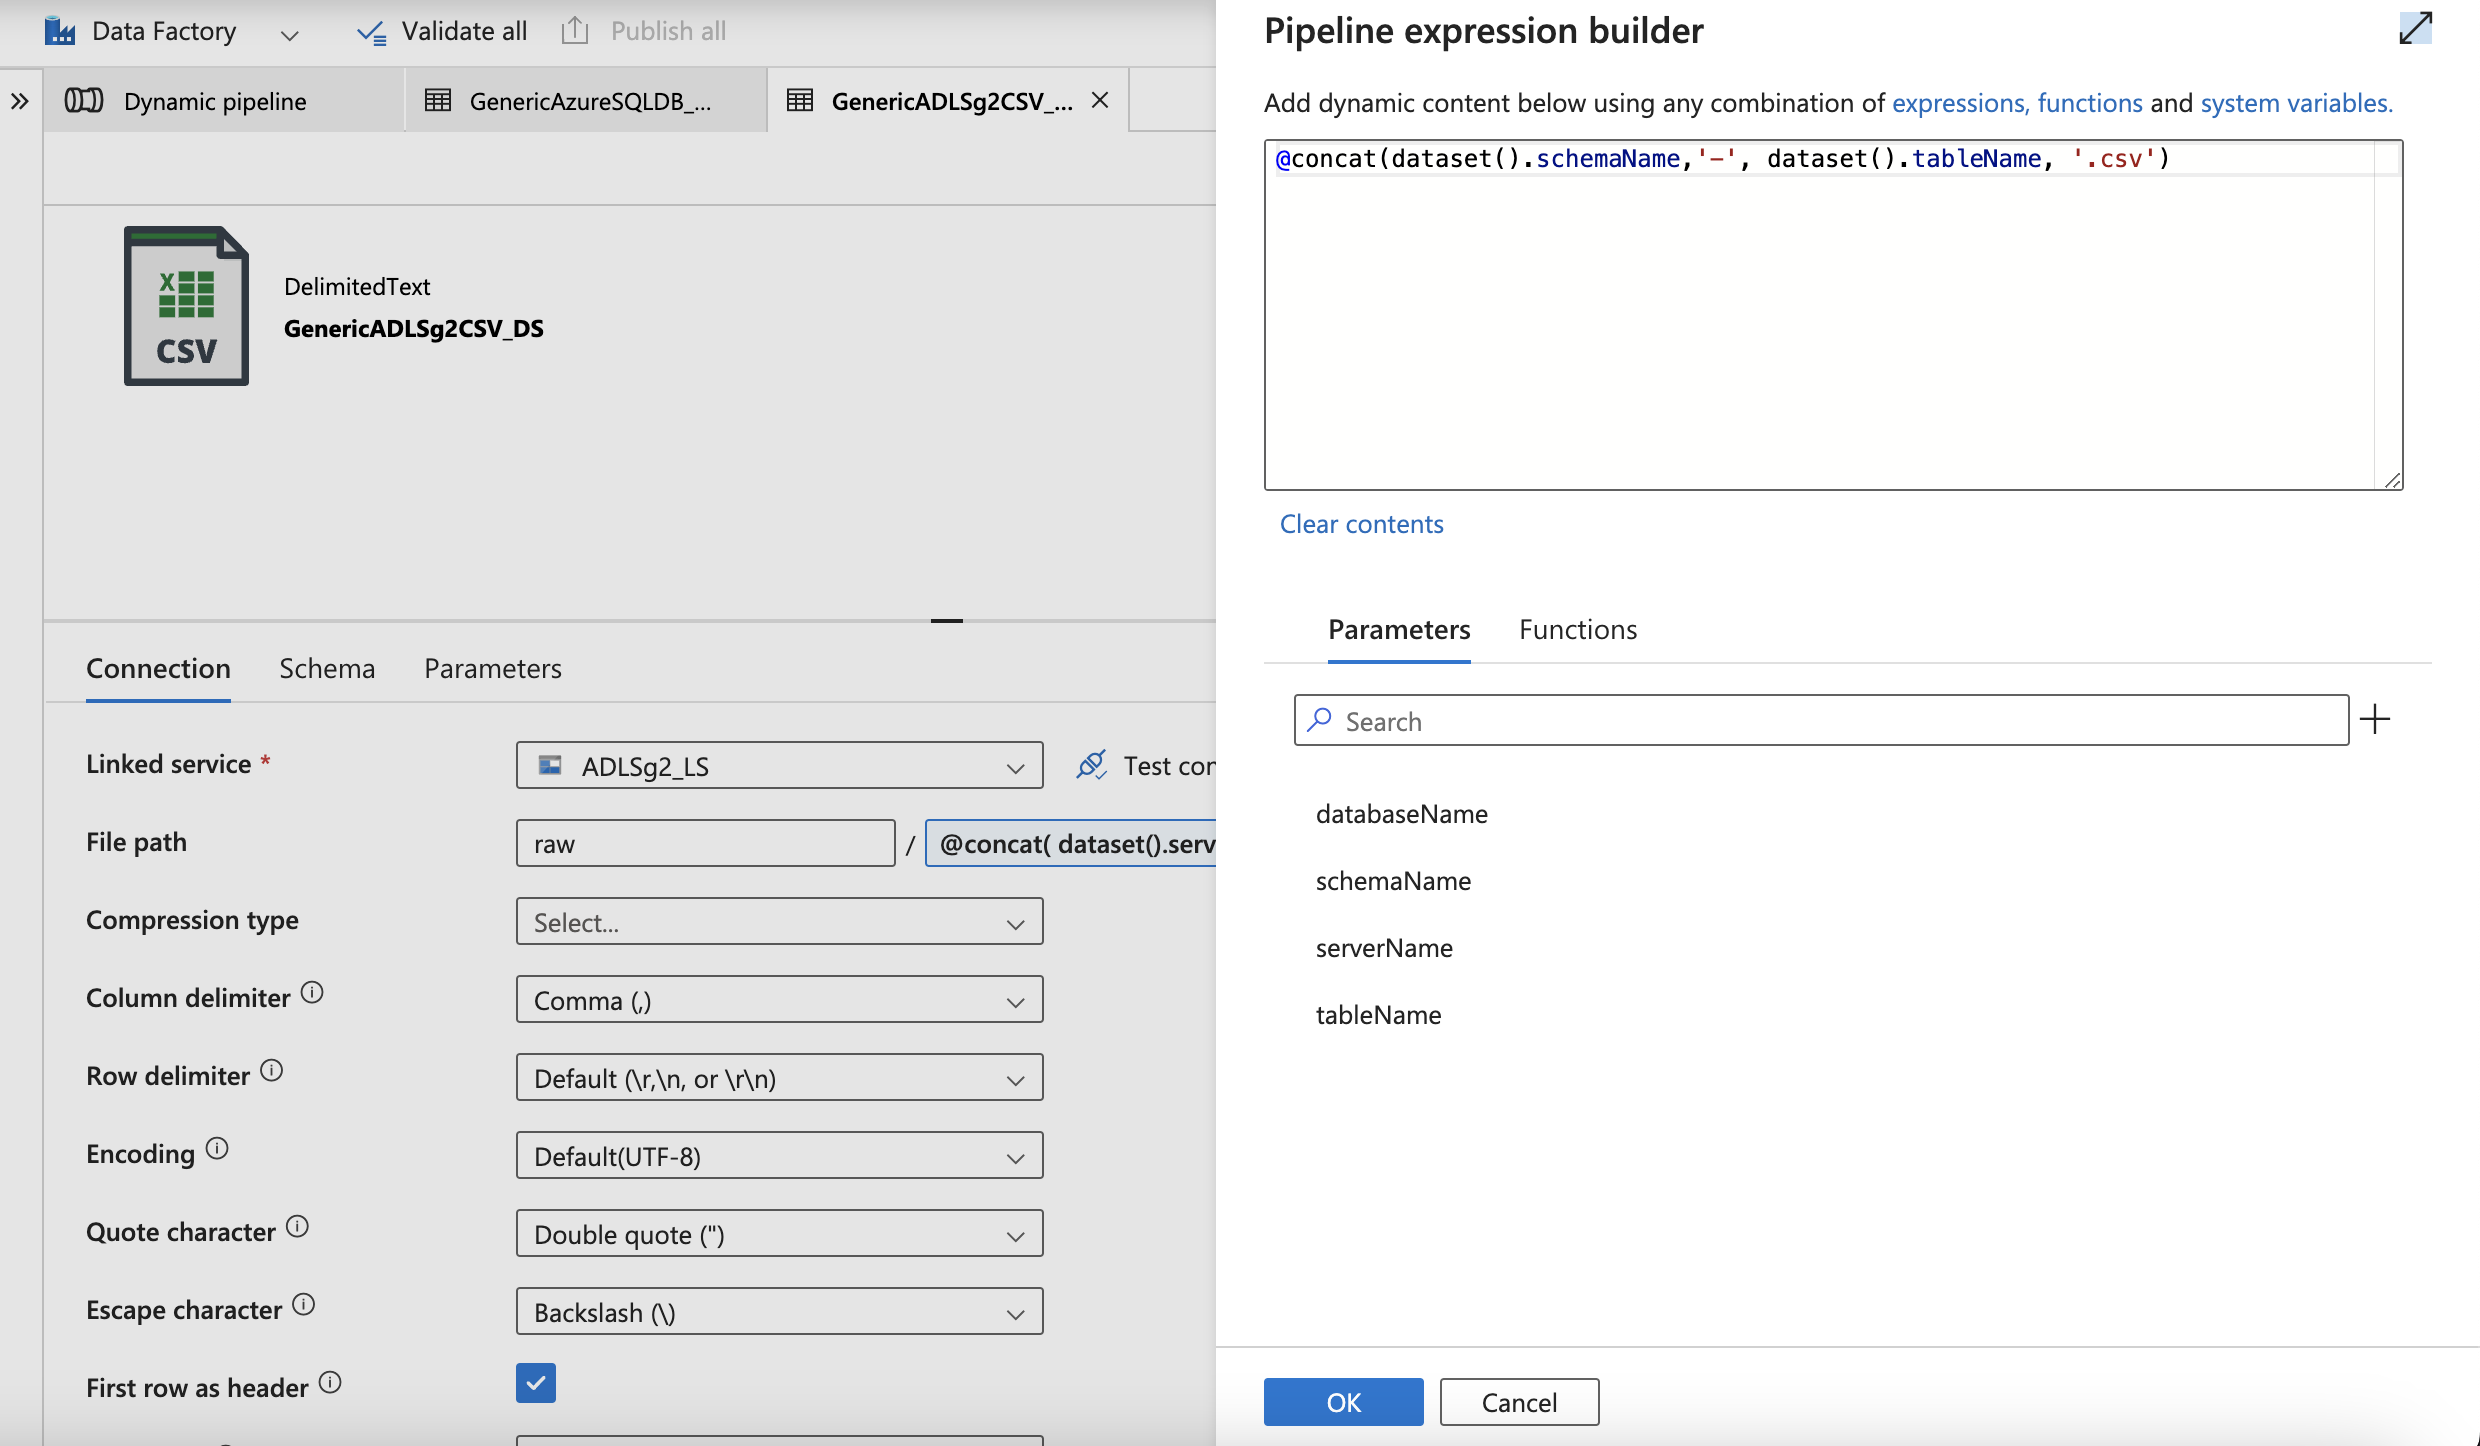 Data Factory
Validate all
Publish all
Dynamic pipeline
GenericAzureSQLDB_...
GenericADLSg2CSV_...
CSV
DelimitedText
GenericADLSg2CSV_DS
Connection
Schema
Parameters
Linked service *
ADLSg2_LS
Test con
File path
raw
/
@concat( dataset().serv
Compression type
Select...
Column delimiter
Comma (,)
Row delimiter
Default (\r,\n, or \r\n)
Encoding
Default(UTF-8)
Quote character
Double quote (")
Escape character
Backslash (\)
First row as header
Pipeline expression builder
Add dynamic content below using any combination of expressions, functions and system variables.
@concat(dataset().schemaName,'-', dataset().tableName, '.csv')
Clear contents
Parameters
Functions
Search
databaseName
schemaName
serverName
tableName
OK
Cancel